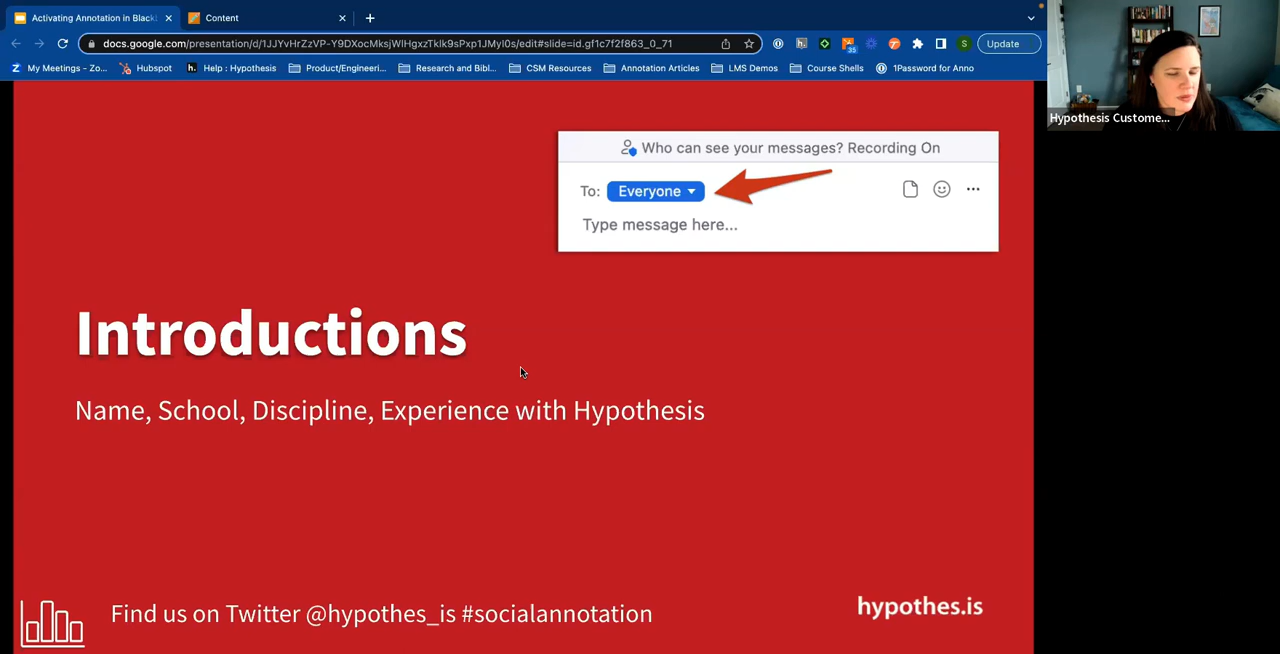 Activating Annotation in Black
Content
docs.google.com/presentation/d/1JJYvHrZzVP-Y9DXocMksjWIHgxzTklk9sPxp1JMyI0s/edit#slide=id.gf1c7f2f863_0_71
35
S
Update
My Meetings - Zo...
Hubspot
h. Help : Hypothesis
Product/Engineeri...
Research and Bibl...
CSM Resources
Annotation Articles
LMS Demos
Course Shells
1Password for Anno
Hypothesis Custome...
Who can see your messages? Recording On
To: Everyone
Type message here...
Introductions
Name, School, Discipline, Experience with Hypothesis
Find us on Twitter @hypothes_is #socialannotation
hypothes.is